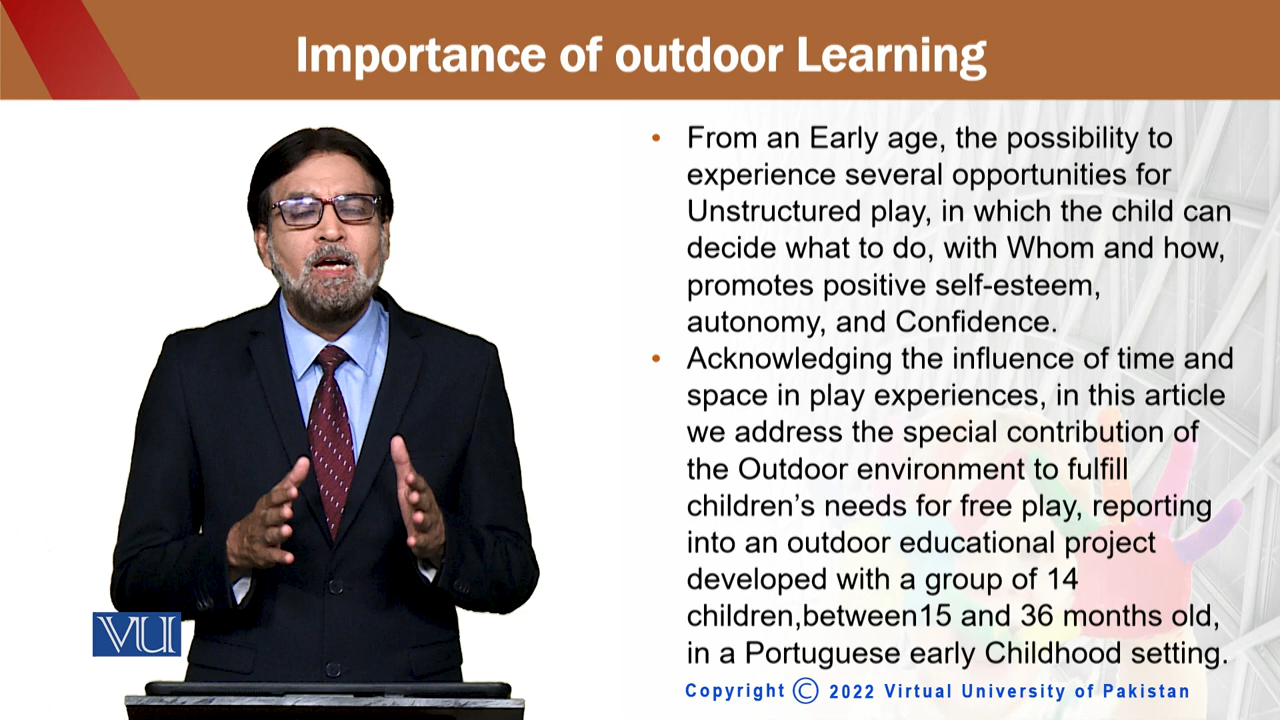 Importance of outdoor Learning
• From an Early age, the possibility to
experience several opportunities for
Unstructured play, in which the child can
decide what to do, with Whom and how,
promotes positive self-esteem,
autonomy, and Confidence.
• Acknowledging the influence of time and
space in play experiences, in this article
we address the special contribution of
the Outdoor environment to fulfill
children’s needs for free play, reporting
into an outdoor educational project
developed with a group of 14
children,between15 and 36 months old,
in a Portuguese early Childhood setting.
VU
Copyright © 2022 Virtual University of Pakistan